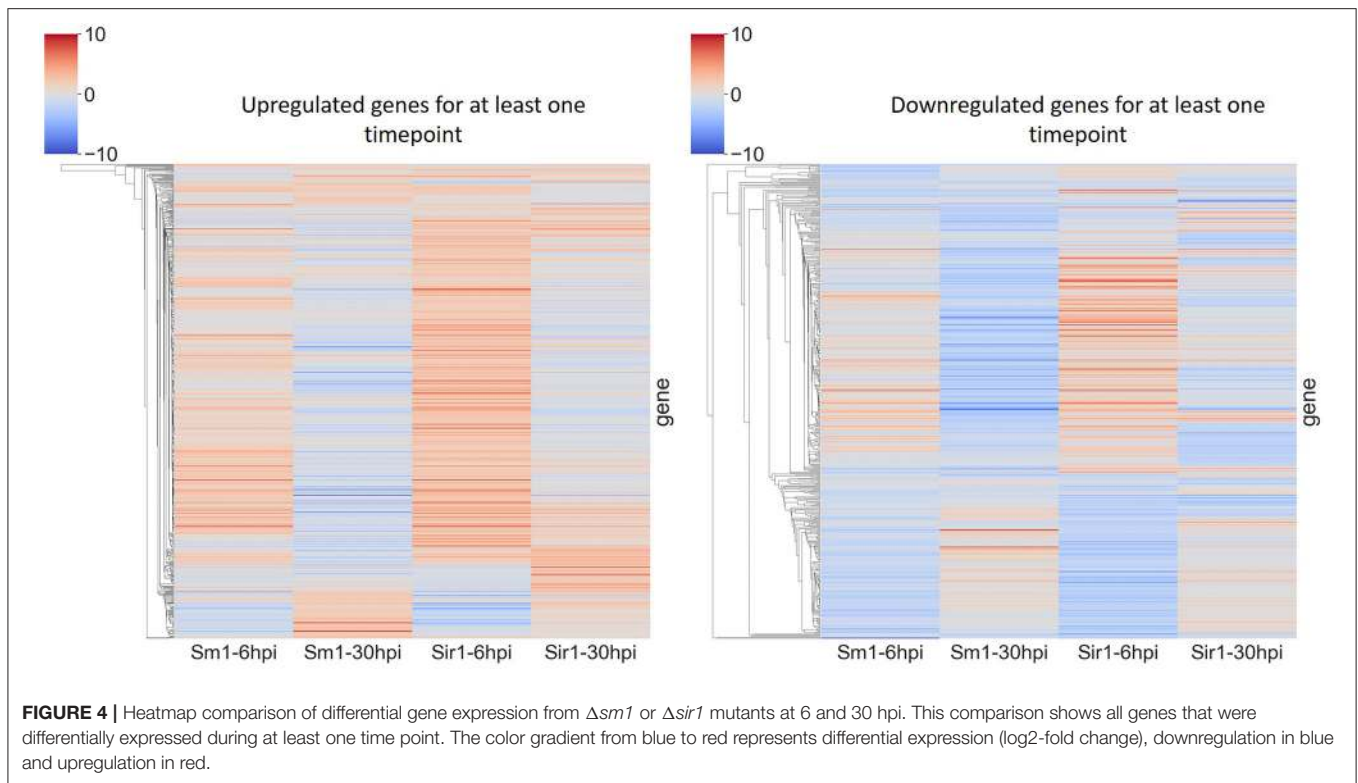 10
0
−10
Upregulated genes for at least one
timepoint
gene
Sm1-6hpi Sm1-30hpi Sir1-6hpi Sir1-30hpi
10
0
−10
Downregulated genes for at least one
timepoint
gene
Sm1-6hpi Sm1-30hpi Sir1-6hpi Sir1-30hpi
FIGURE 4 | Heatmap comparison of differential gene expression from Δsm1 or Δsir1 mutants at 6 and 30 hpi. This comparison shows all genes that were
differentially expressed during at least one time point. The color gradient from blue to red represents differential expression (log2-fold change), downregulation in blue
and upregulation in red.